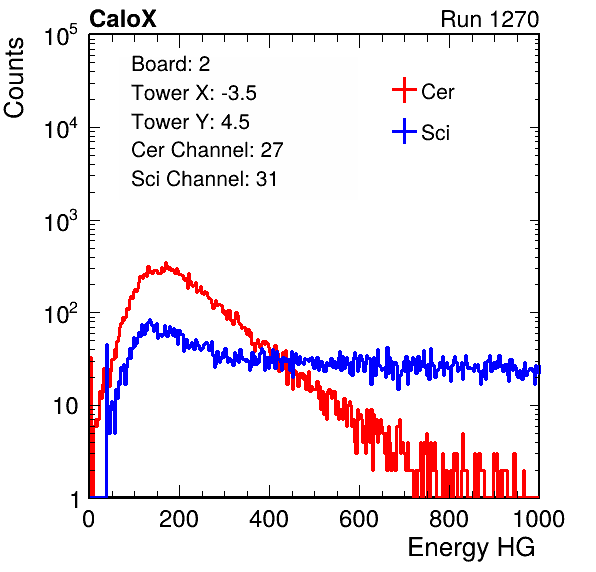 CaloX Run 1270
Counts
10^5
10^4
10^3
10^2
10
1
Board: 2
Tower X: -3.5
Tower Y: 4.5
Cer Channel: 27
Sci Channel: 31
Cer
Sci
0 200 400 600 800 1000
Energy HG